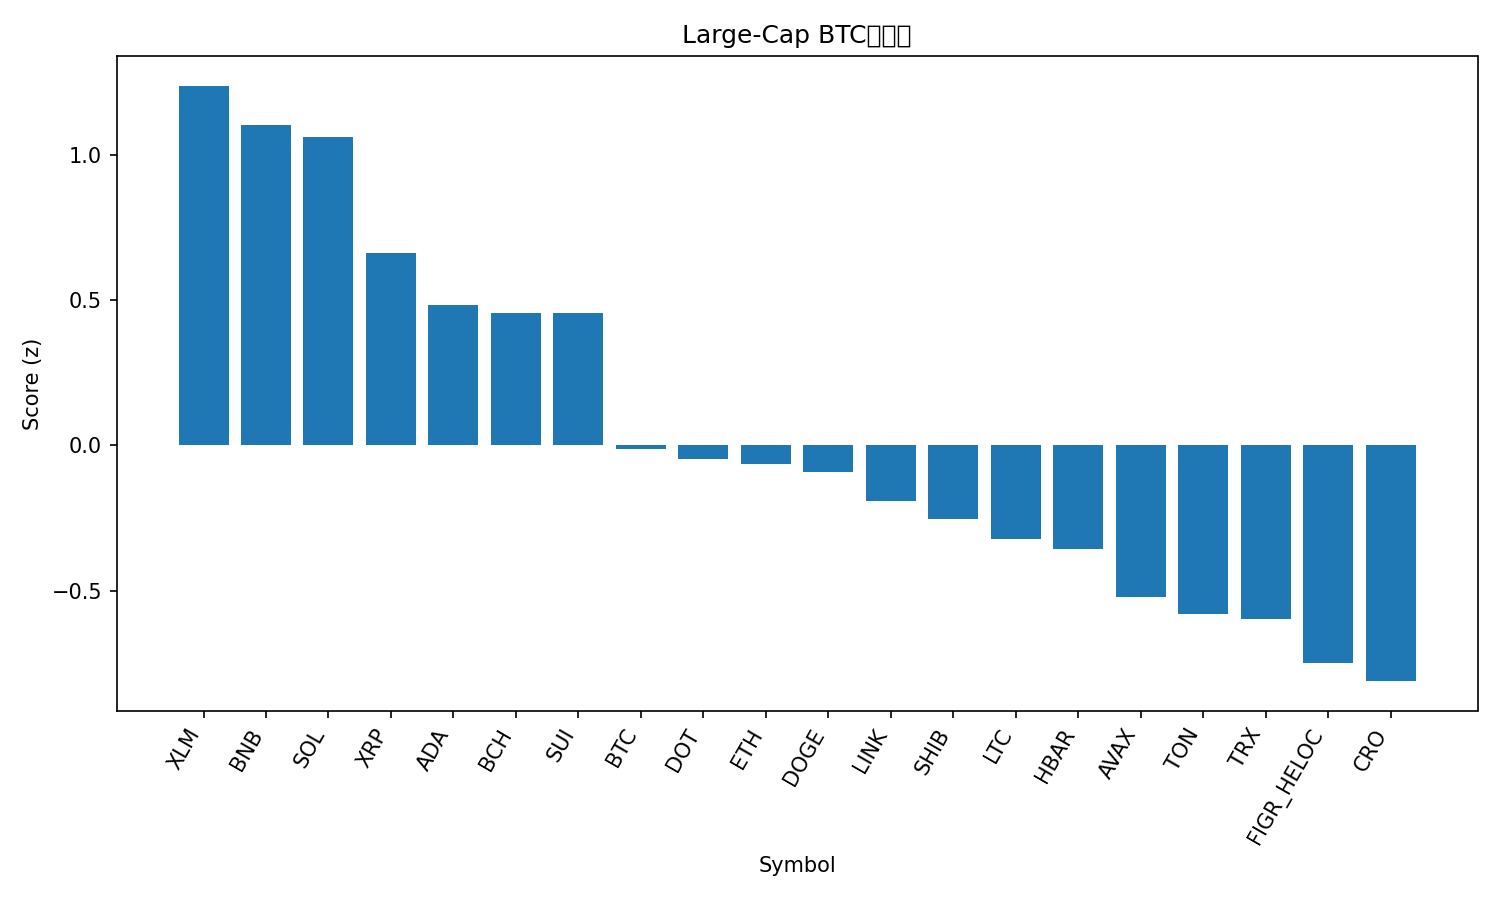 Large-Cap BTC
1.0
0.5
0.0
−0.5
Score (z)
XLM
BNB
SOL
XRP
ADA
BCH
SUI
BTC
DOT
ETH
DOGE
LINK
SHIB
LTC
HBAR
AVAX
TON
TRX
FIGR_HELOC
CRO
Symbol